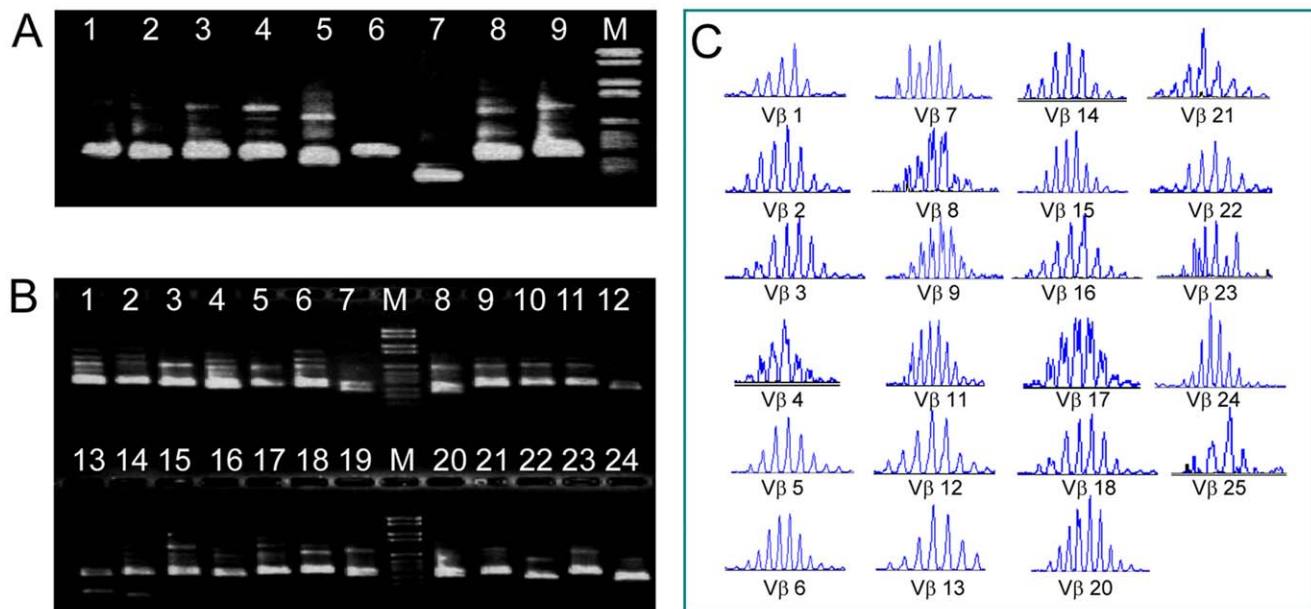 A
1 2 3 4 5 6 7 8 9 M
B
1 2 3 4 5 6 7 M 8 9 10 11 12
13 14 15 16 17 18 19 M 20 21 22 23 24
C
Vβ 1 Vβ 7 Vβ 14 Vβ 21
Vβ 2 Vβ 8 Vβ 15 Vβ 22
Vβ 3 Vβ 9 Vβ 16 Vβ 23
Vβ 4 Vβ 11 Vβ 17 Vβ 24
Vβ 5 Vβ 12 Vβ 18 Vβ 25
Vβ 6 Vβ 13 Vβ 20